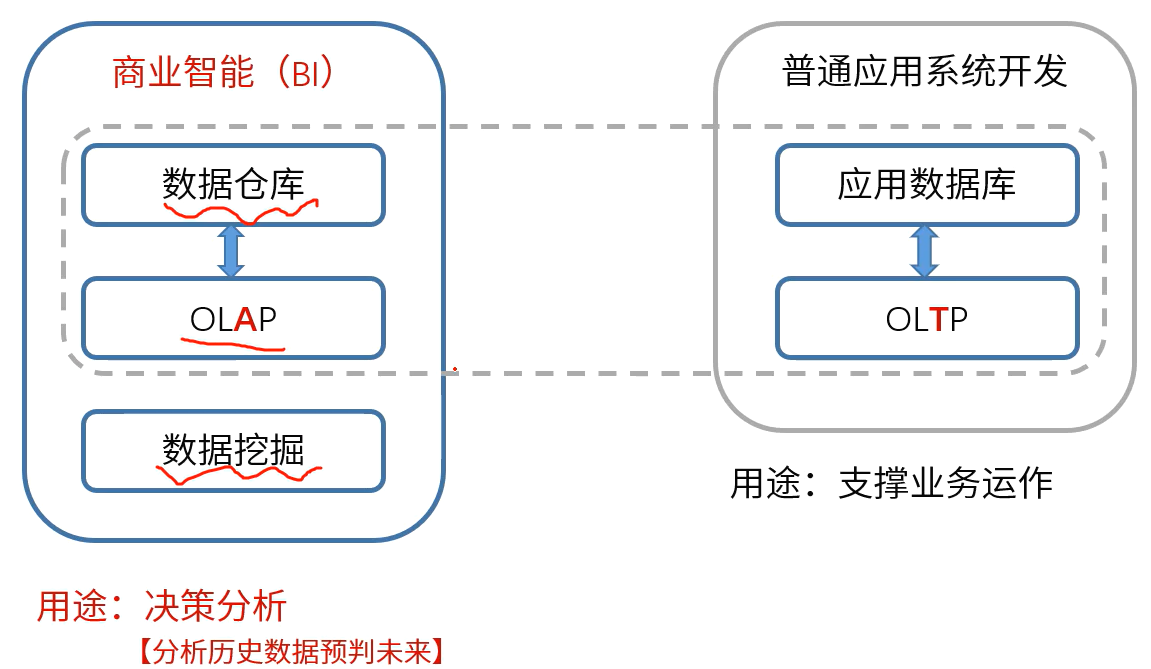 商业智能（BI）
数据仓库
OLAP
数据挖掘
用途：决策分析
【分析历史数据预判未来】
普通应用系统开发
应用数据库
OLTP
用途：支撑业务运作